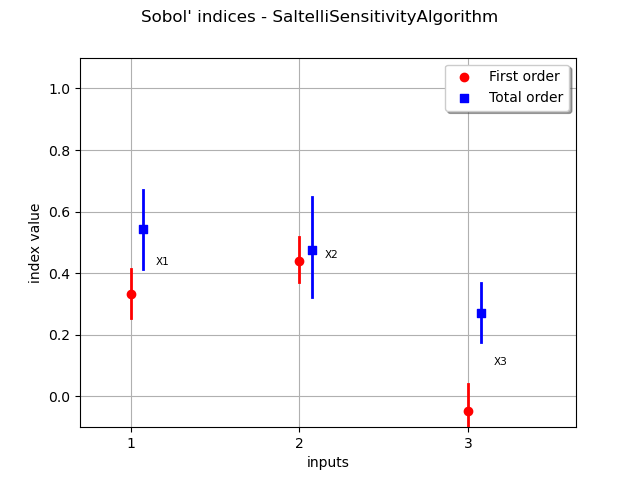 Sobol' indices - SaltelliSensitivityAlgorithm
First order
Total order
1.0
0.8
0.6
0.4
0.2
0.0
index value
X1
X2
X3
1
2
3
inputs